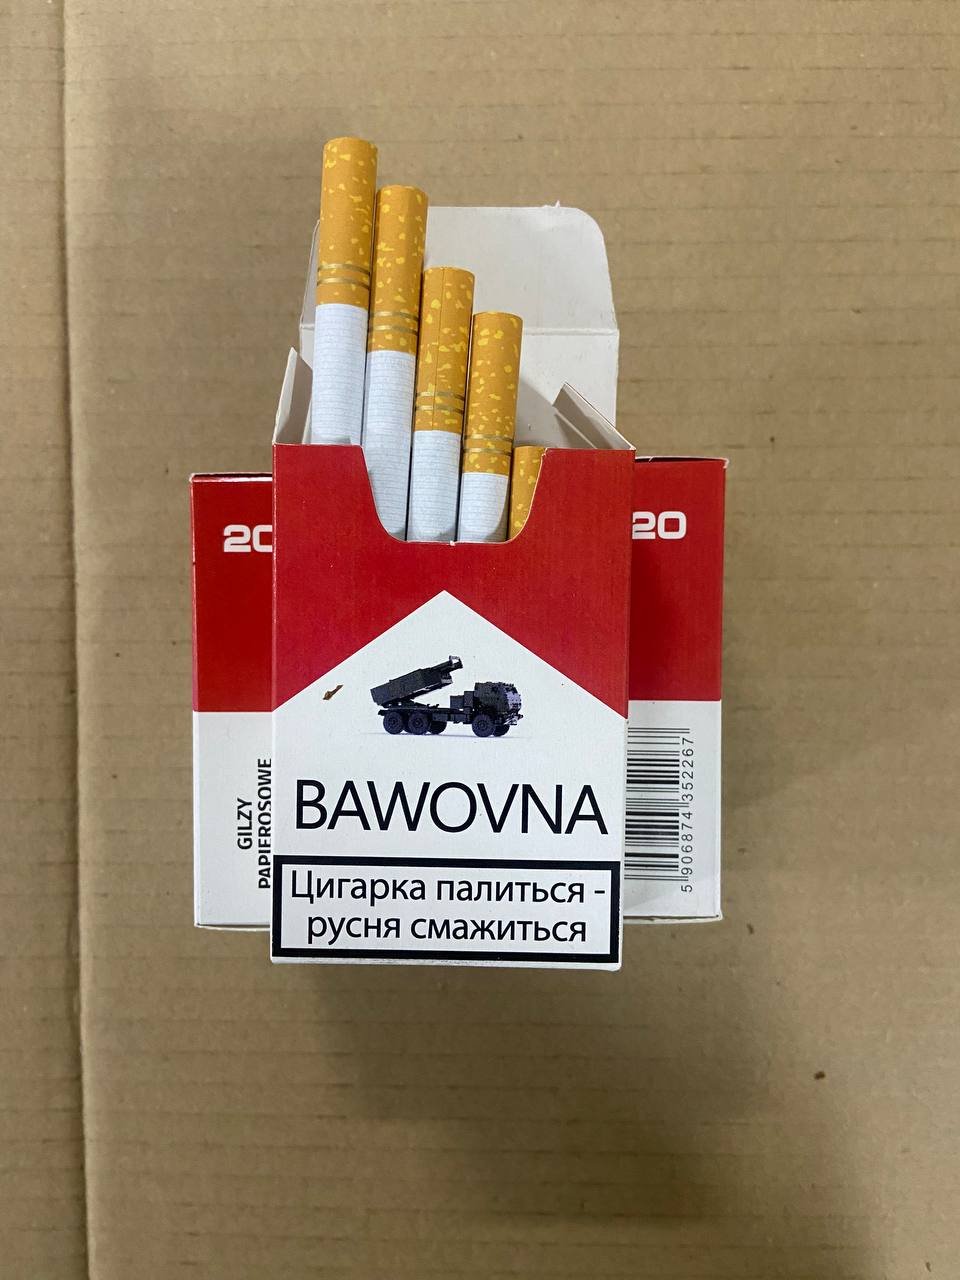 20
20
BAWOVNA
Цигарка палиться -
русня смажиться
GILZY
PAPIEROSOWE
5 906874 352267